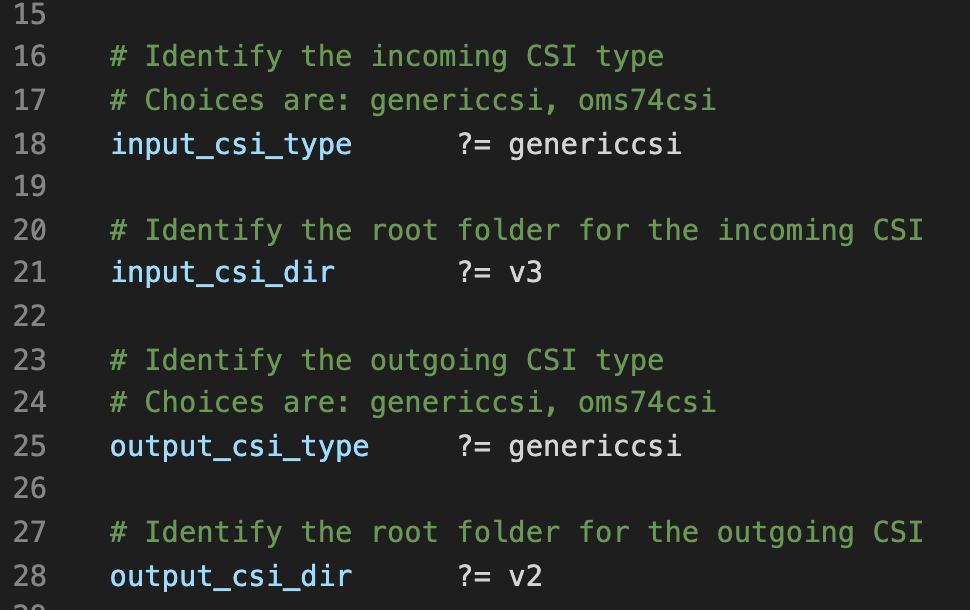 15
16 # Identify the incoming CSI type
17 # Choices are: genericcsi, oms74csi
18 input_csi_type ?= genericcsi
19
20 # Identify the root folder for the incoming CSI
21 input_csi_dir ?= v3
22
23 # Identify the outgoing CSI type
24 # Choices are: genericcsi, oms74csi
25 output_csi_type ?= genericcsi
26
27 # Identify the root folder for the outgoing CSI
28 output_csi_dir ?= v2